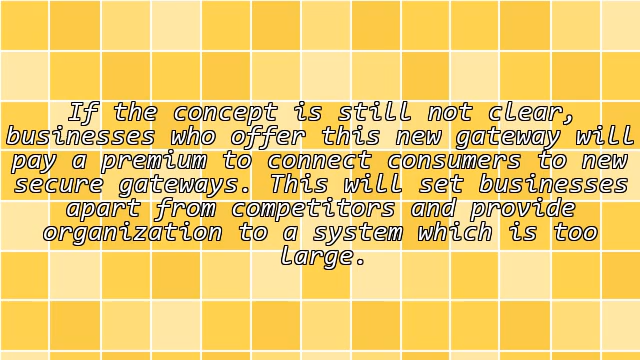 If the concept is still not clear,
businesses who offer this new gateway will
pay a premium to connect consumers to new
secure gateways. This will set businesses
apart from competitors and provide
organization to a system which is too
large.